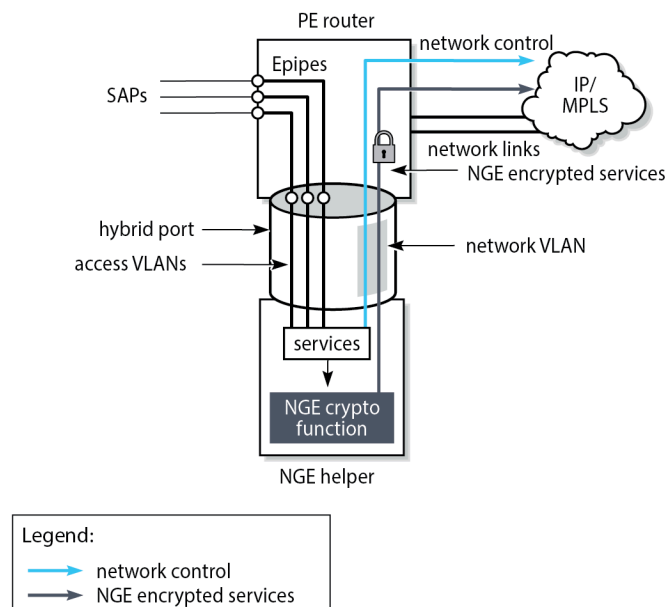 PE router
network control
Epipes
SAPs
IP/
MPLS
network links
NGE encrypted services
hybrid port
access VLANs
network VLAN
services
NGE crypto
function
NGE helper
Legend:
network control
NGE encrypted services